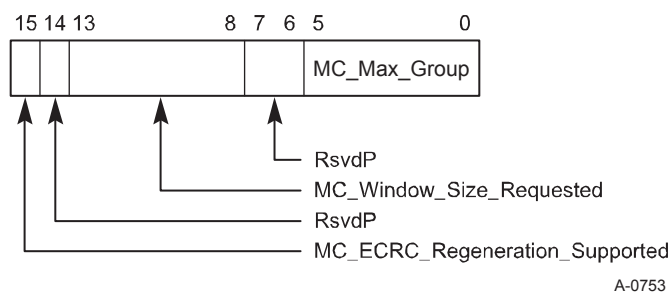 15 14 13 8 7 6 5 0
MC_Max_Group
RsvdP
MC_Window_Size_Requested
RsvdP
MC_ECRC_Regeneration_Supported
A-0753